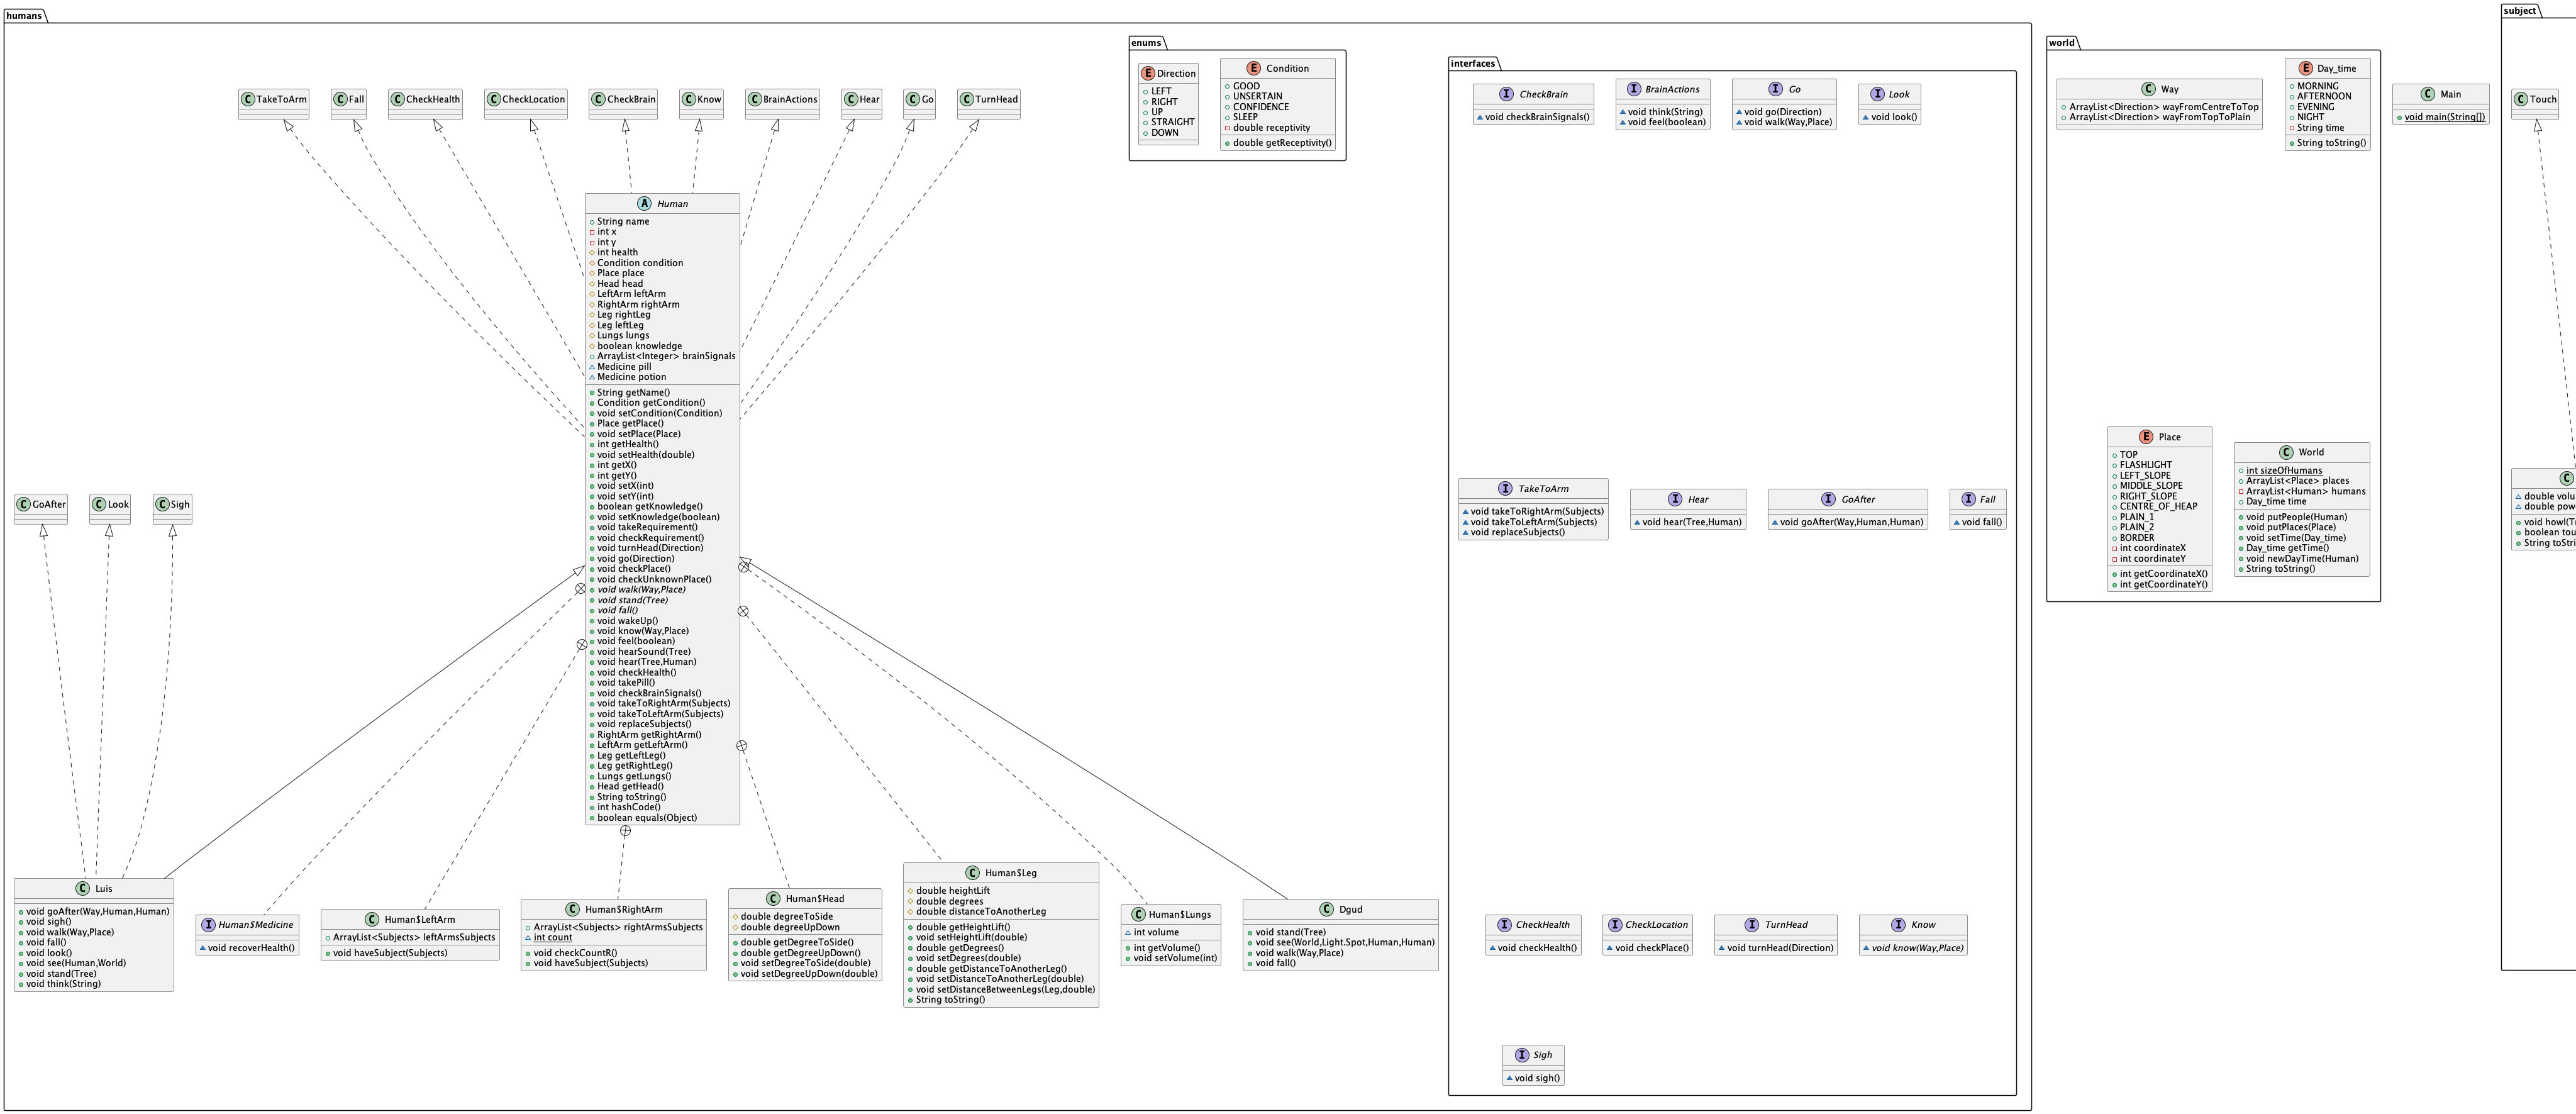 humans
TakeToArm
Fall
CheckHealth
CheckLocation
CheckBrain
Know
BrainActions
Hear
Go
TurnHead
Human
String name
int x
int y
int health
Condition condition
Place place
Head head
LeftArm leftArm
RightArm rightArm
Leg rightLeg
Leg leftLeg
Lungs lungs
boolean knowledge
ArrayList<Integer> brainSignals
Medicine pill
Medicine potion
String getName()
Condition getCondition()
void setCondition(Condition)
Place getPlace()
void setPlace(Place)
int getHealth()
void setHealth(double)
int getX()
int getY()
void setX(int)
void setY(int)
boolean getKnowledge()
void setKnowledge(boolean)
void takeRequirement()
void checkRequirement()
void turnHead(Direction)
void go(Direction)
void checkPlace()
void checkUnknownPlace()
void walk(Way,Place)
void stand(Tree)
void fall()
void wakeUp()
void know(Way,Place)
void feel(boolean)
void hearSound(Tree)
void hear(Tree,Human)
void checkHealth()
void takePill()
void checkBrainSignals()
void takeToRightArm(Subjects)
void takeToLeftArm(Subjects)
void replaceSubjects()
RightArm getRightArm()
LeftArm getLeftArm()
Leg getLeftLeg()
Leg getRightLeg()
Lungs getLungs()
Head getHead()
String toString()
int hashCode()
boolean equals(Object)
GoAfter
Look
Sigh
Luis
void goAfter(Way,Human,Human)
void sigh()
void walk(Way,Place)
void fall()
void look()
void see(Human,World)
void stand(Tree)
void think(String)
Human$Medicine
void recoverHealth()
Human$LeftArm
ArrayList<Subjects> leftArmsSubjects
void haveSubject(Subjects)
Human$RightArm
ArrayList<Subjects> rightArmsSubjects
int count
void checkCountR()
void haveSubject(Subjects)
Human$Head
double degreeToSide
double degreeUpDown
double getDegreeToSide()
double getDegreeUpDown()
void setDegreeToSide(double)
void setDegreeUpDown(double)
Human$Leg
double heightLift
double degrees
double distanceToAnotherLeg
double getHeightLift()
void setHeightLift(double)
double getDegrees()
void setDegrees(double)
double getDistanceToAnotherLeg()
void setDistanceToAnotherLeg(double)
void setDistanceBetweenLegs(Leg,double)
String toString()
Human$Lungs
int volume
int getVolume()
void setVolume(int)
Dgud
void stand(Tree)
void see(World,Light.Spot,Human,Human)
void walk(Way,Place)
void fall()
enums
Direction
LEFT
RIGHT
UP
STRAIGHT
DOWN
Condition
GOOD
UNSERTAIN
CONFIDENCE
SLEEP
double receptivity
double getReceptivity()
interfaces
CheckBrain
void checkBrainSignals()
BrainActions
void think(String)
void feel(boolean)
Go
void go(Direction)
void walk(Way,Place)
Look
void look()
TakeToArm
void takeToRightArm(Subjects)
void takeToLeftArm(Subjects)
void replaceSubjects()
Hear
void hear(Tree,Human)
GoAfter
void goAfter(Way,Human,Human)
Fall
void fall()
CheckHealth
void checkHealth()
CheckLocation
void checkPlace()
TurnHead
void turnHead(Direction)
Know
void know(Way,Place)
Sigh
void sigh()
world
Way
ArrayList<Direction> wayFromCentreToTop
ArrayList<Direction> wayFromTopToPlain
Day_time
MORNING
AFTERNOON
EVENING
NIGHT
String time
String toString()
Place
TOP
FLASHLIGHT
LEFT_SLOPE
MIDDLE_SLOPE
RIGHT_SLOPE
CENTRE_OF_HEAP
PLAIN_1
PLAIN_2
BORDER
int coordinateX
int coordinateY
int getCoordinateX()
int getCoordinateY()
World
int sizeOfHumans
ArrayList<Place> places
ArrayList<Human> humans
Day_time time
void putPeople(Human)
void putPlaces(Place)
void setTime(Day_time)
Day_time getTime()
void newDayTime(Human)
String toString()
Main
void main(String[])
subject
Touch
double volu
double pow
void howl(T
boolean tou
String toStri